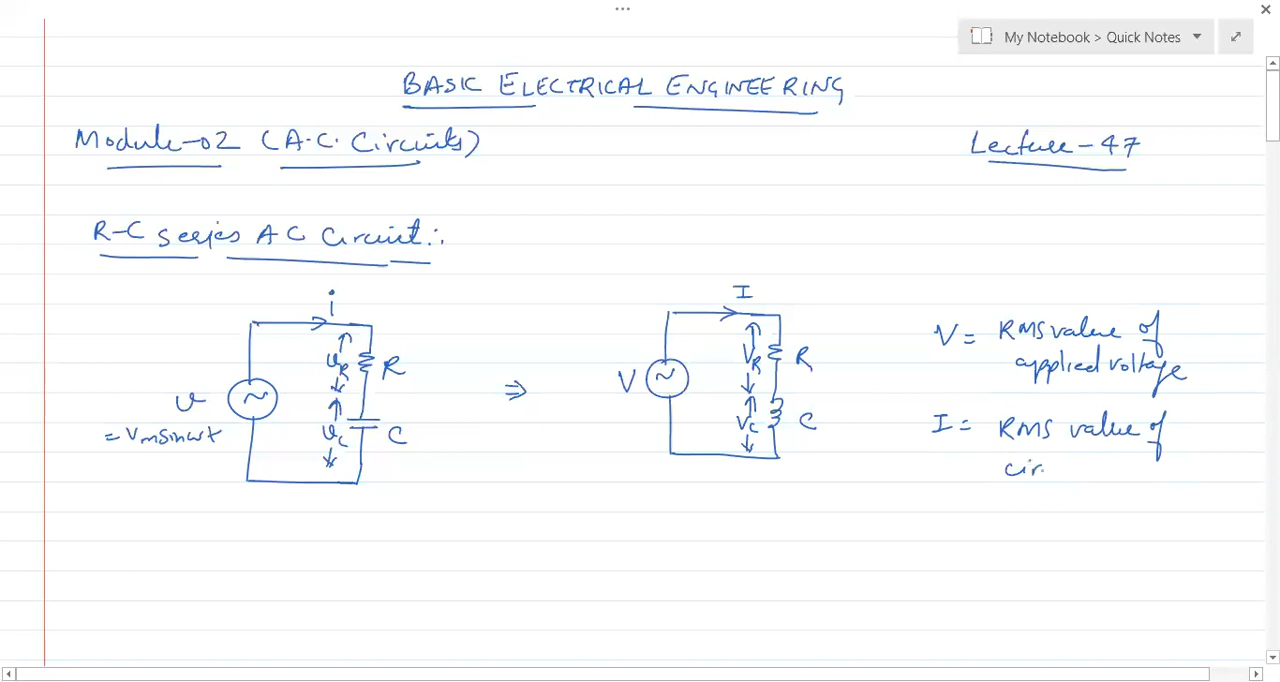 My Notebook > Quick Notes
BASIC ELECTRICAL ENGINEERING
Module-02 (A.C. Circuits)
Lecture-47
R-C series AC Circuit:
i
v
= Vmsinωt
vR
R
vC
C
⇒
I
V
VR
R
VC
C
V = RMS value of
applied voltage
I = RMS value of
cir